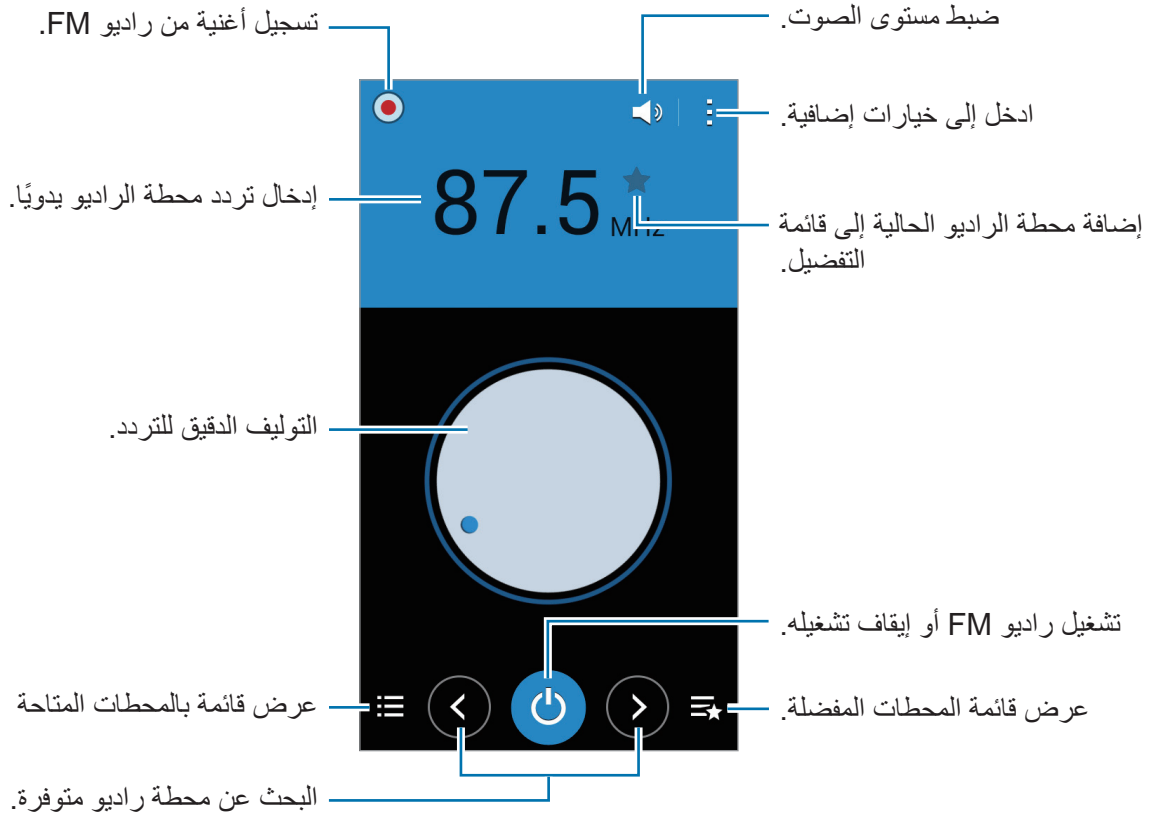 ضبط مستوى الصوت.
تسجيل أغنية من راديو FM.
ادخل إلى خيارات إضافية.
87.5 MHz
إدخال تردد محطة الراديو يدويًا.
إضافة محطة الراديو الحالية إلى قائمة
التفضيل.
التوليف الدقيق للتردد.
تشغيل راديو FM أو إيقاف تشغيله.
عرض قائمة المحطات المفضلة.
عرض قائمة بالمحطات المتاحة
البحث عن محطة راديو متوفرة.